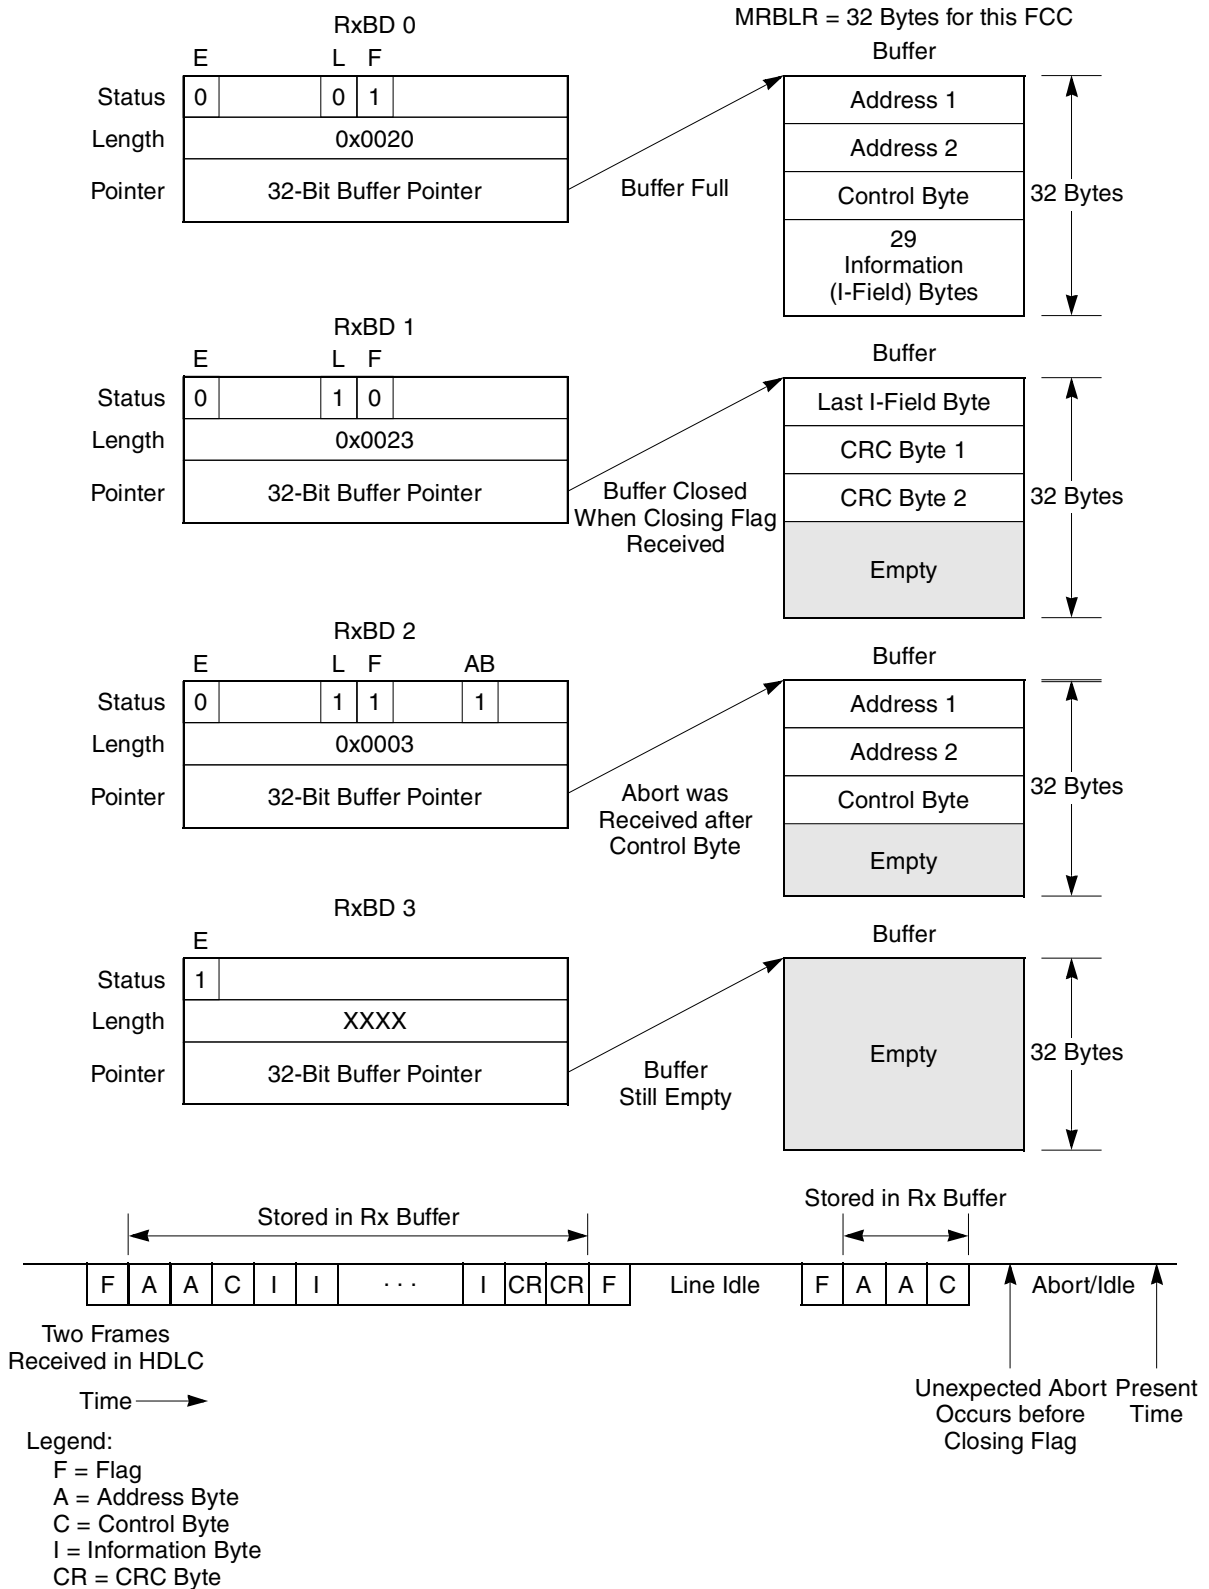 MRBLR = 32 Bytes for this FCC
RxBD 0
E L F
Status 0 0 1
Length 0x0020
Pointer 32-Bit Buffer Pointer
Buffer Full
Buffer
Address 1
Address 2
Control Byte
29
Information
(I-Field) Bytes
32 Bytes
RxBD 1
E L F
Status 0 1 0
Length 0x0023
Pointer 32-Bit Buffer Pointer
Buffer Closed
When Closing Flag
Received
Buffer
Last I-Field Byte
CRC Byte 1
CRC Byte 2
Empty
32 Bytes
RxBD 2
E L F AB
Status 0 1 1 1
Length 0x0003
Pointer 32-Bit Buffer Pointer
Abort was
Received after
Control Byte
Buffer
Address 1
Address 2
Control Byte
Empty
32 Bytes
RxBD 3
E
Status 1
Length XXXX
Pointer 32-Bit Buffer Pointer
Buffer
Still Empty
Buffer
Empty
32 Bytes
Stored in Rx Buffer
Stored in Rx Buffer
F A A C I I · · · I CR CR F Line Idle F A A C Abort/Idle
Two Frames
Received in HDLC
Time
Unexpected Abort
Occurs before
Closing Flag
Present
Time
Legend:
F = Flag
A = Address Byte
C = Control Byte
I = Information Byte
CR = CRC Byte